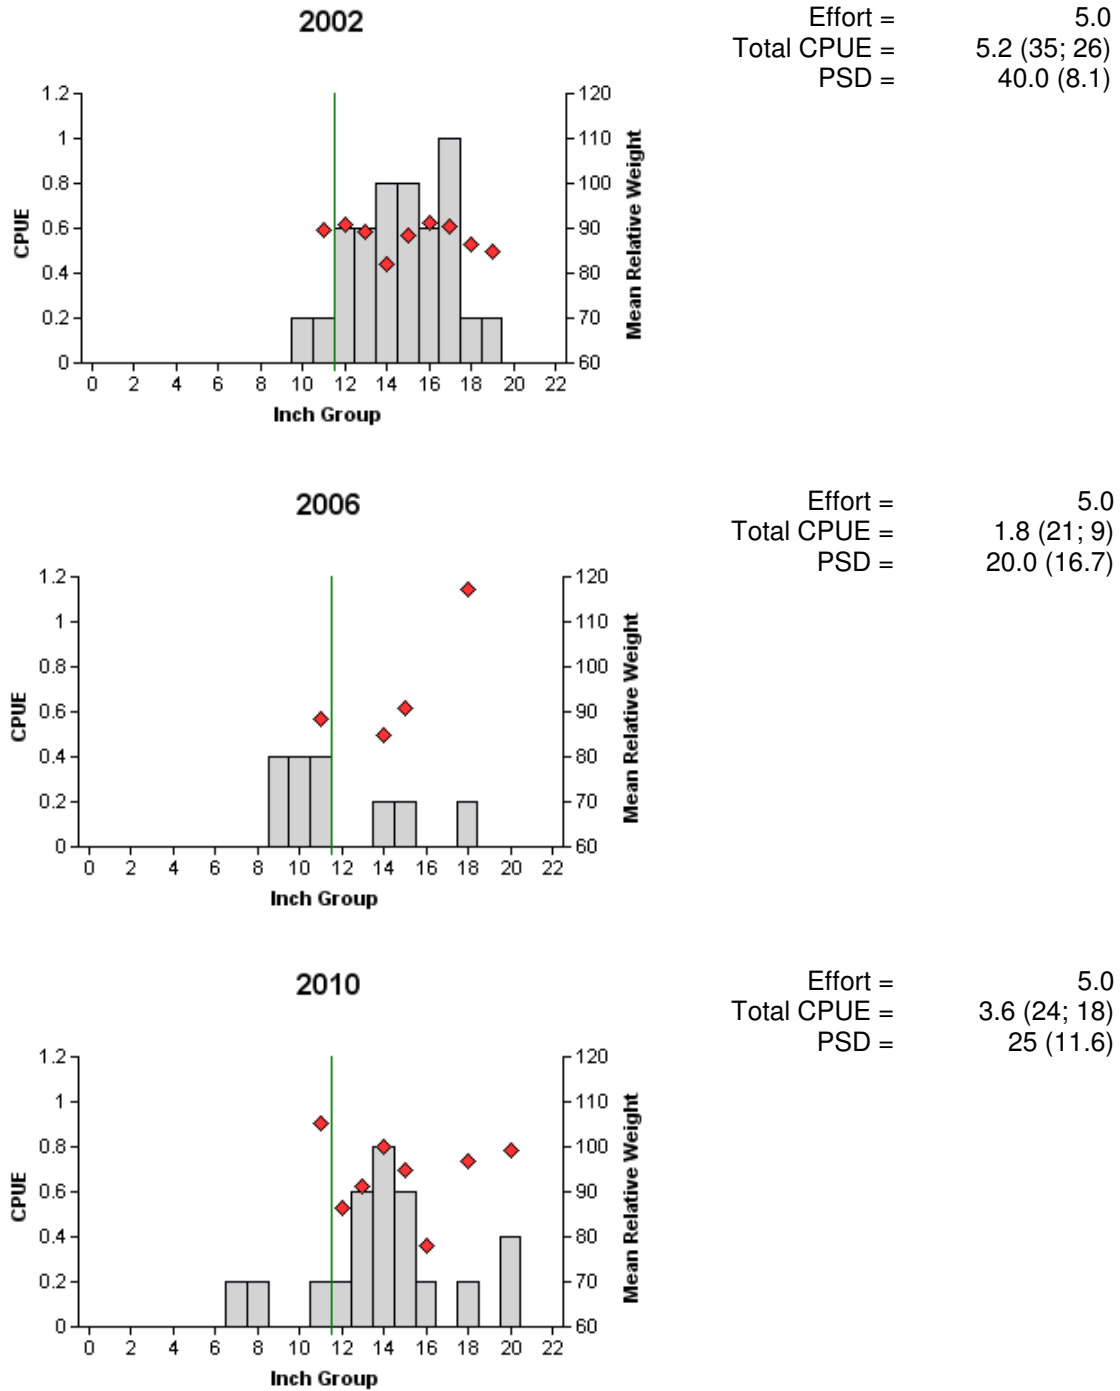 2002
Effort = 5.0
Total CPUE = 5.2 (35; 26)
PSD = 40.0 (8.1)
1.2
1
0.8
0.6
0.4
0.2
0
CPUE
120
110
100
90
80
70
60
Mean Relative Weight
0 2 4 6 8 10 12 14 16 18 20 22
Inch Group
2006
Effort = 5.0
Total CPUE = 1.8 (21; 9)
PSD = 20.0 (16.7)
1.2
1
0.8
0.6
0.4
0.2
0
CPUE
120
110
100
90
80
70
60
Mean Relative Weight
0 2 4 6 8 10 12 14 16 18 20 22
Inch Group
2010
Effort = 5.0
Total CPUE = 3.6 (24; 18)
PSD = 25 (11.6)
1.2
1
0.8
0.6
0.4
0.2
0
CPUE
120
110
100
90
80
70
60
Mean Relative Weight
0 2 4 6 8 10 12 14 16 18 20 22
Inch Group